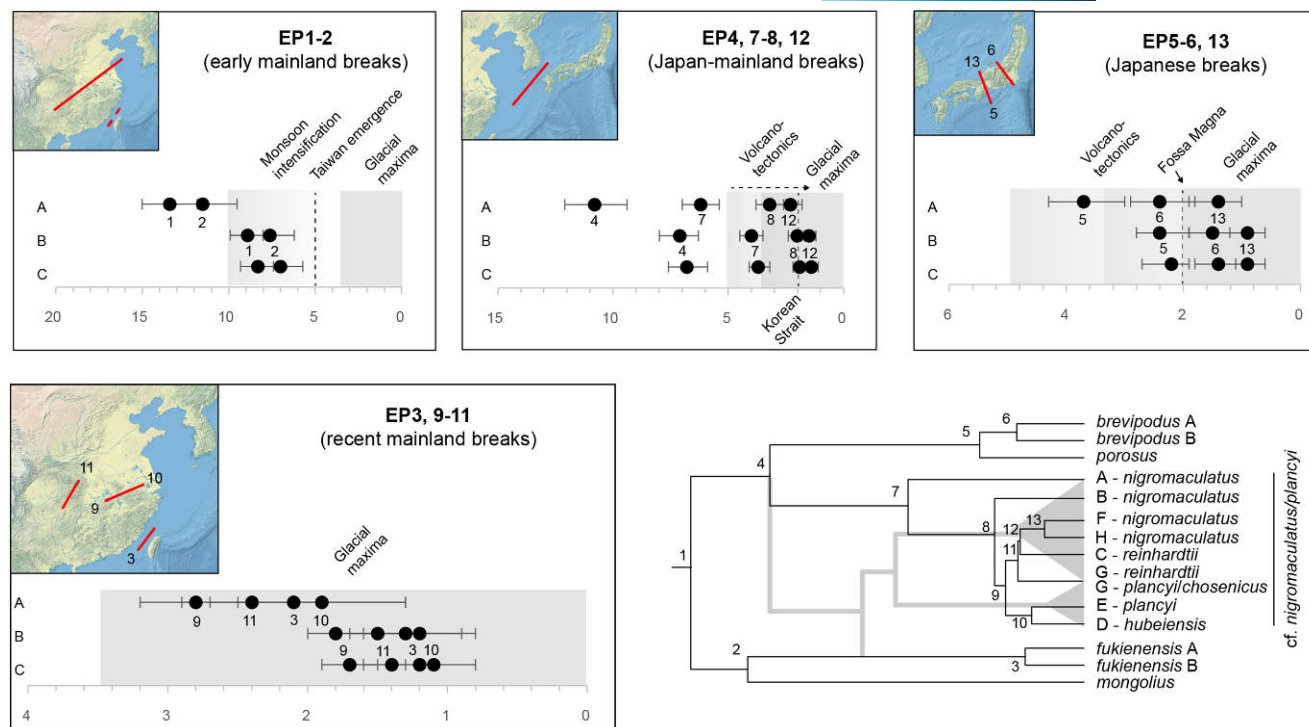 EP1-2
(early mainland breaks)
Monsoon
intensification
Taiwan emergence
Glacial
maxima
A
B
C
1
2
1
2
20
15
10
5
0
EP4, 7-8, 12
(Japan-mainland breaks)
Volcano-
tectonics
Glacial
maxima
A
B
C
4
7
8
12
4
7
8
12
15
10
5
0
Korean
Strait
6
13
5
EP5-6, 13
(Japanese breaks)
Volcano-
tectonics
Fossa Magna
Glacial
maxima
A
B
C
5
6
13
5
6
13
6
4
2
0
11
10
9
3
EP3, 9-11
(recent mainland breaks)
Glacial
maxima
A
B
C
9
11
3
10
9
11
3
10
4
3
2
1
0
1
2
3
4
5
6
7
8
9
10
11
12
13
brevipodus A
brevipodus B
porosus
A - nigromaculatus
B - nigromaculatus
F - nigromaculatus
H - nigromaculatus
C - reinhardtii
G - reinhardtii
G - plancyi/chosenicus
E - plancyi
D - hubeiensis
fukienensis A
fukienensis B
mongolius
cf. nigromaculatus/plancyi